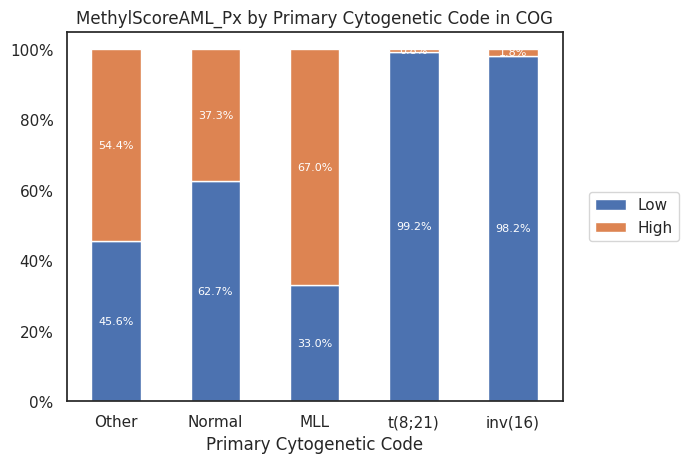 MethylScoreAML_Px by Primary Cytogenetic Code in COG
100%
80%
60%
40%
20%
0%
54.4%
45.6%
37.3%
62.7%
67.0%
33.0%
99.2%
1.8%
98.2%
Other
Normal
MLL
t(8;21)
inv(16)
Primary Cytogenetic Code
Low
High